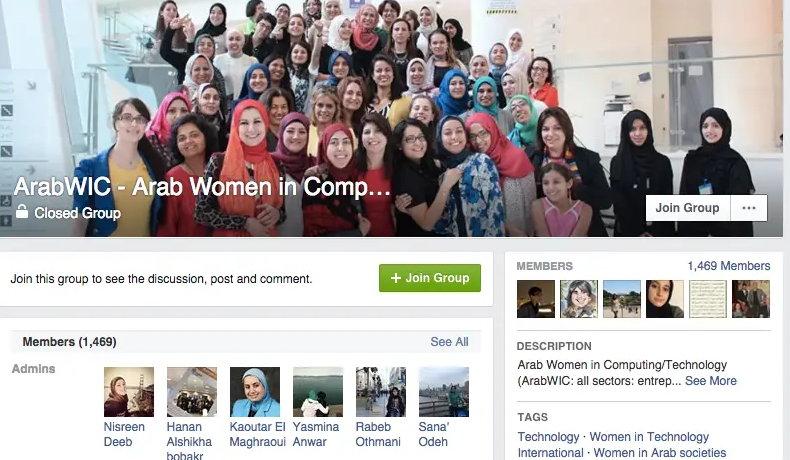 ArabWIC - Arab Women in Comp...
Closed Group
Join Group
Join this group to see the discussion, post and comment.
+ Join Group
Members (1,469)
See All
Admins
Nisreen
Deeb
Hanan
Alshikha
bobakr
Kaoutar El
Maghraoui
Yasmina
Anwar
Rabeb
Othmani
Sana'
Odeh
MEMBERS
1,469 Members
DESCRIPTION
Arab Women in Computing/Technology
(ArabWIC: all sectors: entrep... See More
TAGS
Technology · Women in Technology
International · Women in Arab societies